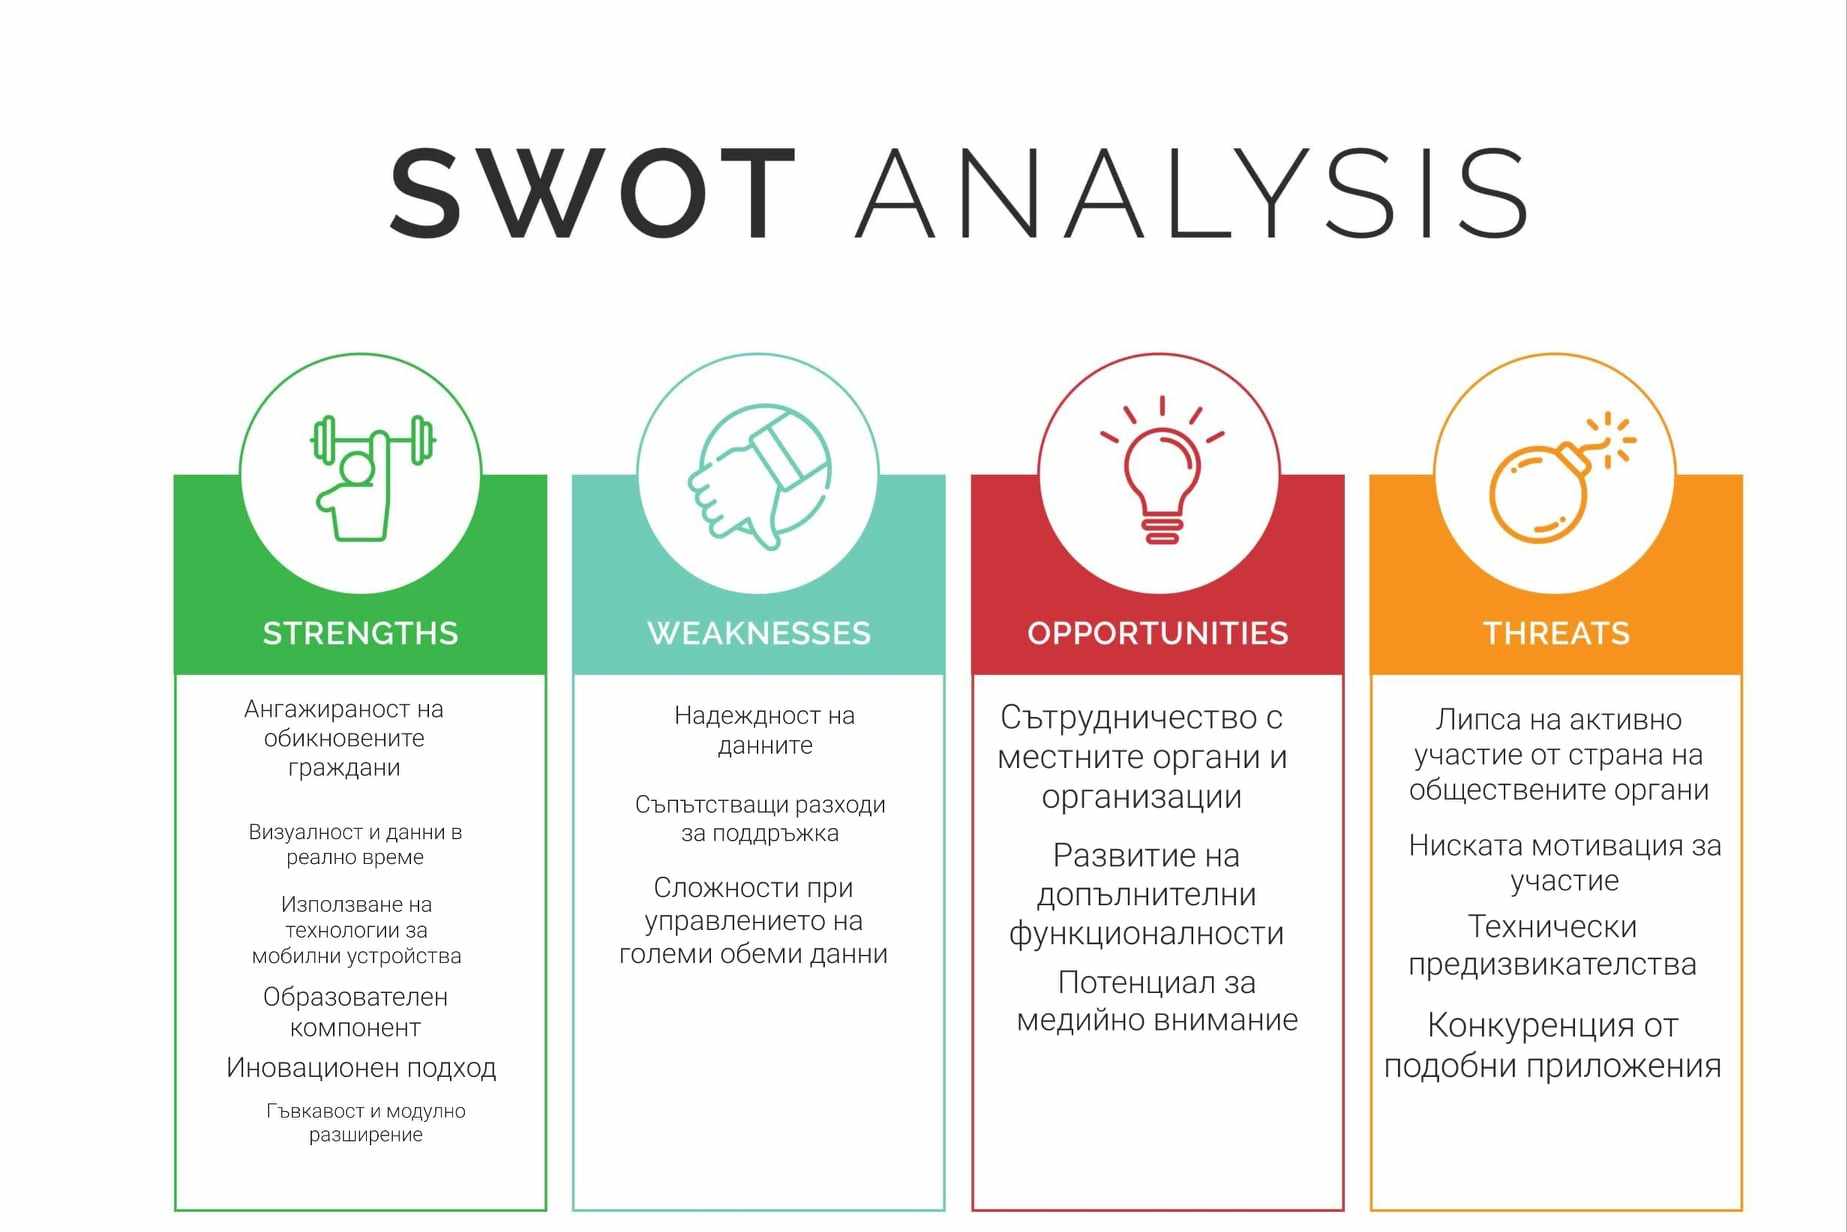 SWOT ANALYSIS
STRENGTHS
Ангажираност на
обикновените
граждани
Визуалност и данни в
реално време
Използване на
технологии за
мобилни устройства
Образователен
компонент
Иновационен подход
Гъвкавост и модулно
разширение
WEAKNESSES
Надеждност на
данните
Съпътстващи разходи
за поддръжка
Сложности при
управлението на
големи обеми данни
OPPORTUNITIES
Сътрудничество с
местните органи и
организации
Развитие на
допълнителни
функционалности
Потенциал за
медийно внимание
THREATS
Липса на активно
участие от страна на
обществените органи
Ниската мотивация за
участие
Технически
предизвикателства
Конкуренция от
подобни приложения